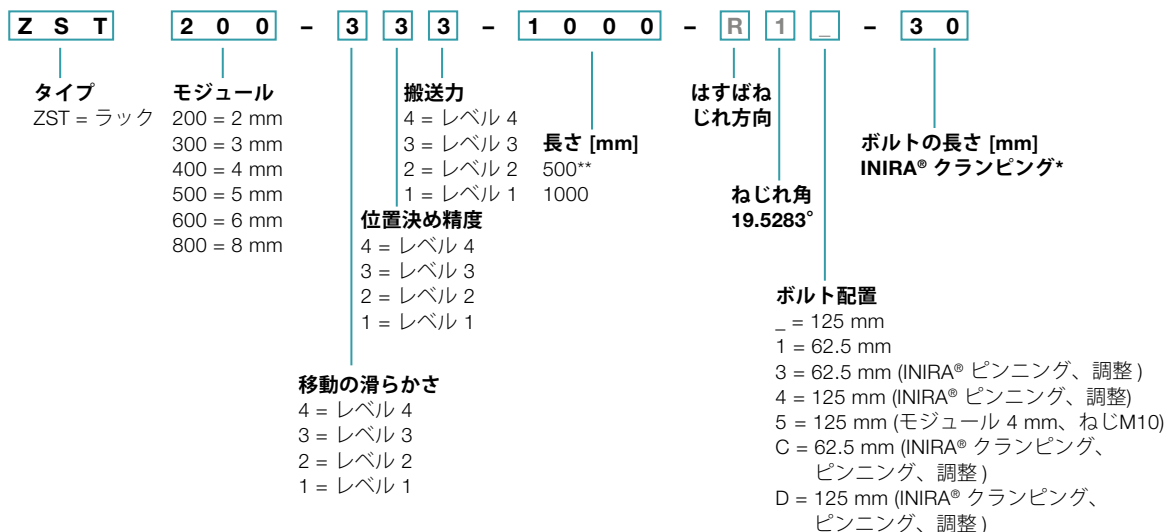 Z S T 2 0 0 – 3 3 3 – 1 0 0 0 – R 1 _ – 3 0
タイプ
ZST = ラック
モジュール
200 = 2 mm
300 = 3 mm
400 = 4 mm
500 = 5 mm
600 = 6 mm
800 = 8 mm
搬送力
4 = レベル 4
3 = レベル 3
2 = レベル 2
1 = レベル 1
長さ [mm]
500**
1000
はすばね
じれ方向
ボルトの長さ [mm]
INIRA® クランピング*
ねじれ角
19.5283°
位置決め精度
4 = レベル 4
3 = レベル 3
2 = レベル 2
1 = レベル 1
ボルト配置
_ = 125 mm
1 = 62.5 mm
3 = 62.5 mm (INIRA® ピンニング、調整 )
4 = 125 mm (INIRA® ピンニング、調整)
5 = 125 mm (モジュール 4 mm、ねじM10)
C = 62.5 mm (INIRA® クランピング、
ピンニング、調整 )
D = 125 mm (INIRA® クランピング、
ピンニング、調整 )
移動の滑らかさ
4 = レベル 4
3 = レベル 3
2 = レベル 2
1 = レベル 1